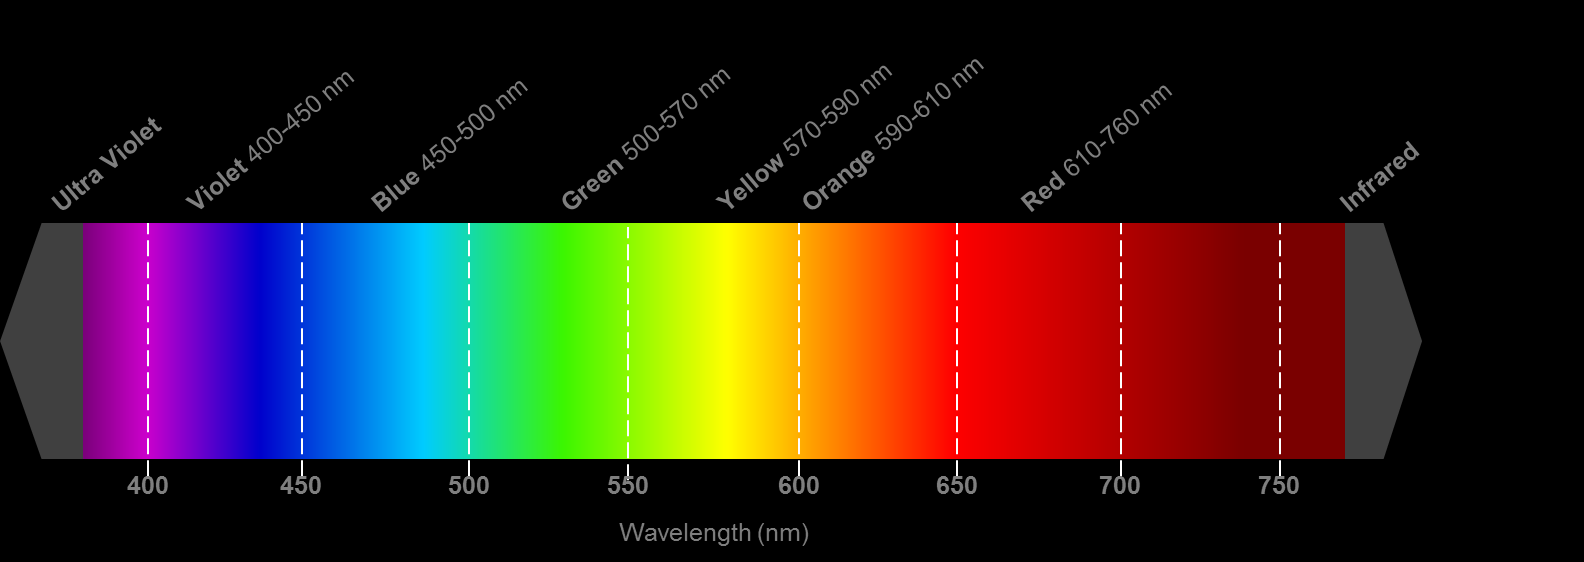 Ultra Violet
Violet 400-450 nm
Blue 450-500 nm
Green 500-570 nm
Yellow 570-590 nm
Orange 590-610 nm
Red 610-760 nm
Infrared
400 450 500 550 600 650 700 750
Wavelength (nm)